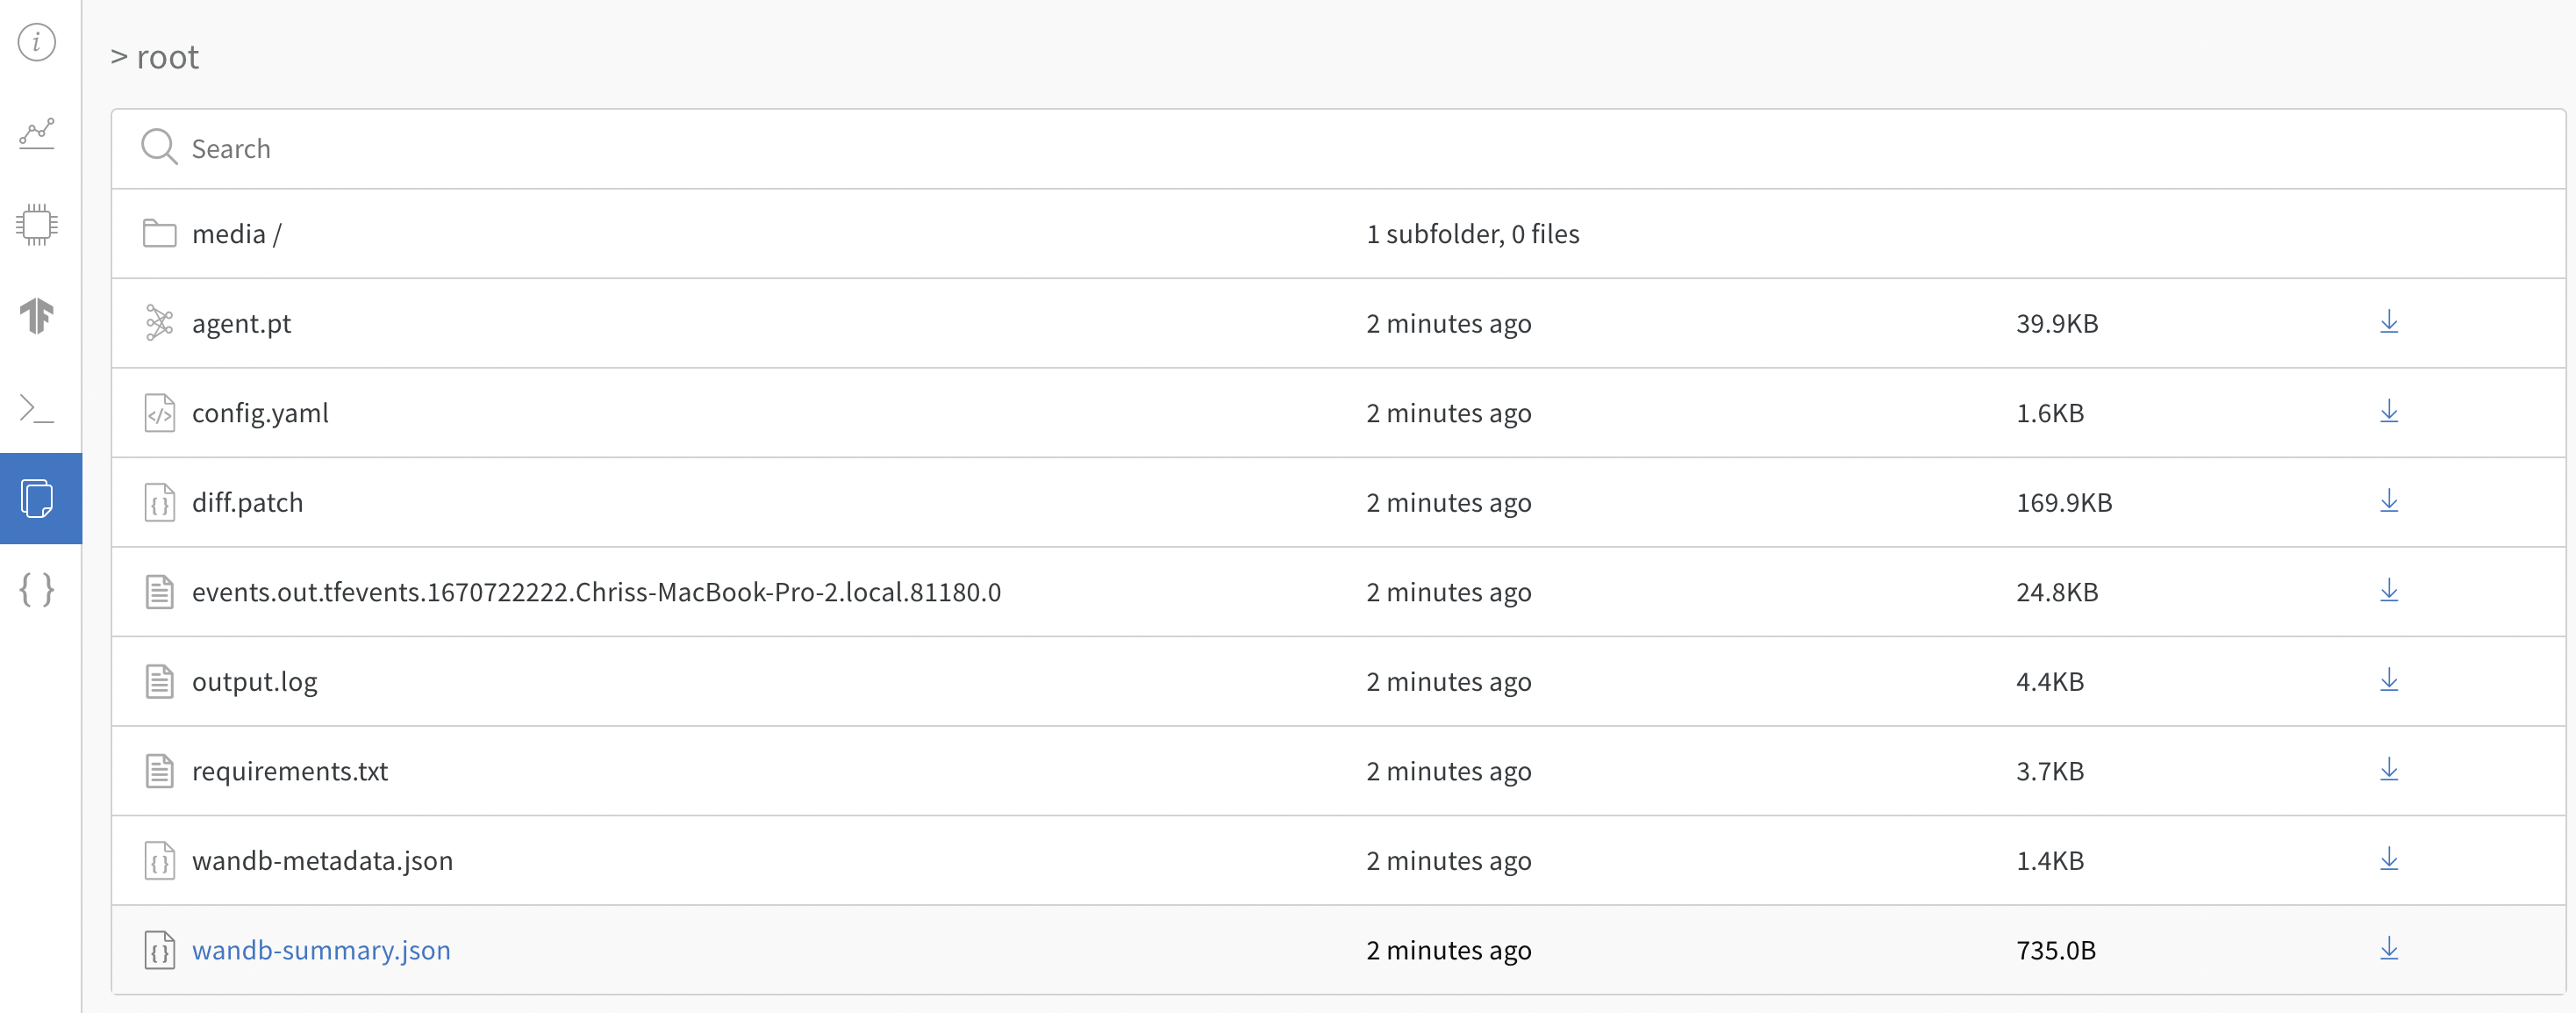 > root
Search
media / 1 subfolder, 0 files
agent.pt 2 minutes ago 39.9KB
config.yaml 2 minutes ago 1.6KB
diff.patch 2 minutes ago 169.9KB
events.out.tfevents.1670722222.Chriss-MacBook-Pro-2.local.81180.0 2 minutes ago 24.8KB
output.log 2 minutes ago 4.4KB
requirements.txt 2 minutes ago 3.7KB
wandb-metadata.json 2 minutes ago 1.4KB
wandb-summary.json 2 minutes ago 735.0B